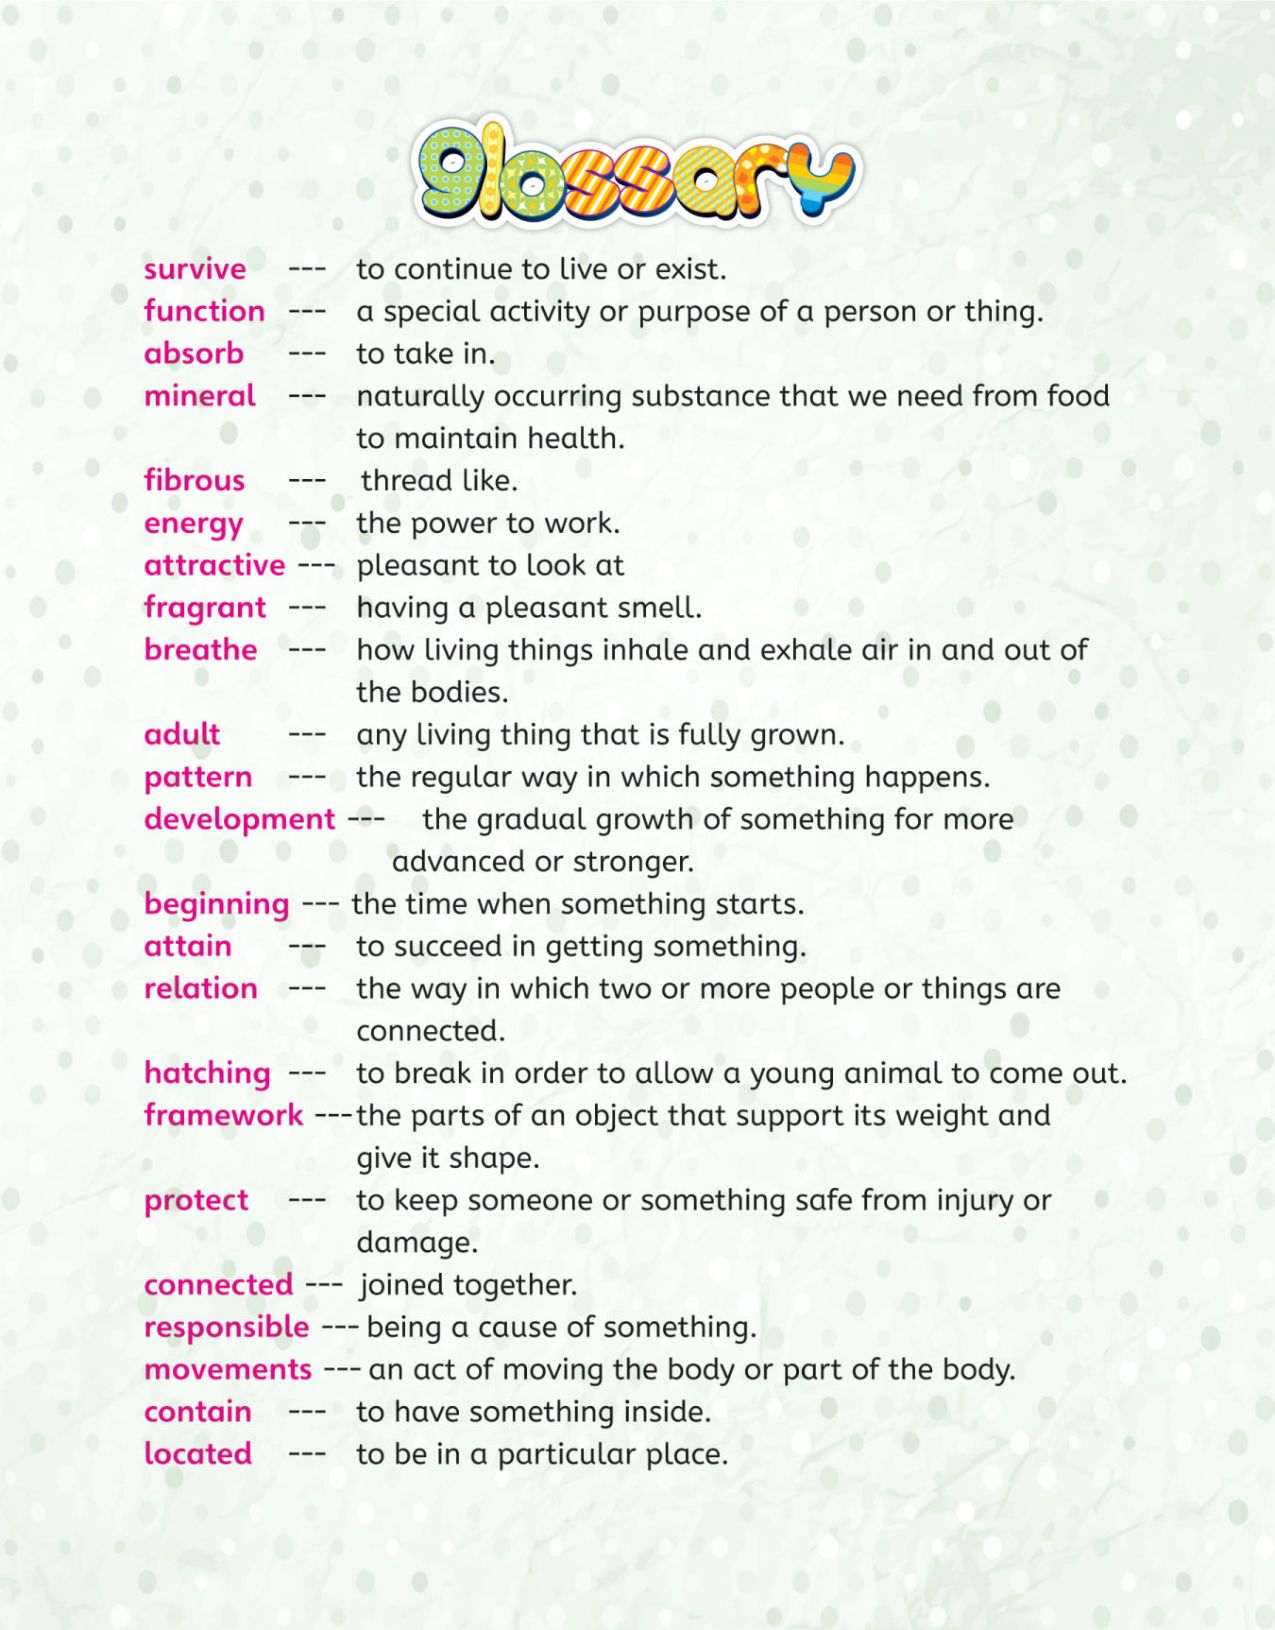 glossary
survive --- to continue to live or exist.
function --- a special activity or purpose of a person or thing.
absorb --- to take in.
mineral --- naturally occurring substance that we need from food
to maintain health.
fibrous --- thread like.
energy --- the power to work.
attractive --- pleasant to look at
fragrant --- having a pleasant smell.
breathe --- how living things inhale and exhale air in and out of
the bodies.
adult --- any living thing that is fully grown.
pattern --- the regular way in which something happens.
development --- the gradual growth of something for more
advanced or stronger.
beginning --- the time when something starts.
attain --- to succeed in getting something.
relation --- the way in which two or more people or things are
connected.
hatching --- to break in order to allow a young animal to come out.
framework --- the parts of an object that support its weight and
give it shape.
protect --- to keep someone or something safe from injury or
damage.
connected --- joined together.
responsible --- being a cause of something.
movements --- an act of moving the body or part of the body.
contain --- to have something inside.
located --- to be in a particular place.